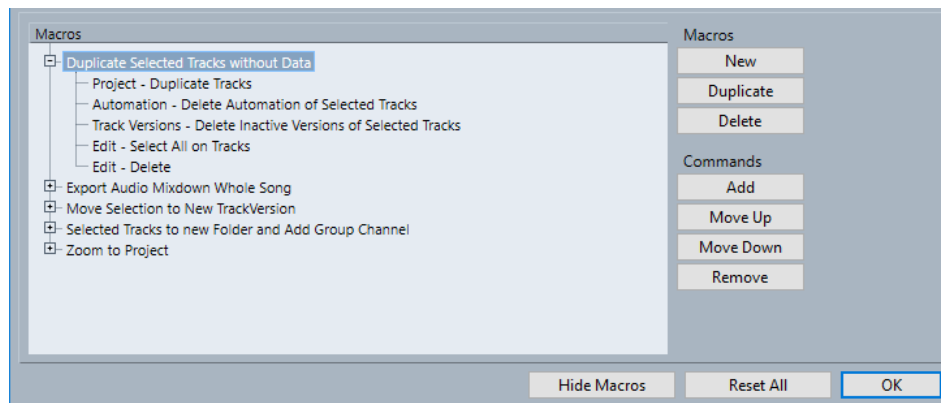 Macros
Duplicate Selected Tracks without Data
Project - Duplicate Tracks
Automation - Delete Automation of Selected Tracks
Track Versions - Delete Inactive Versions of Selected Tracks
Edit - Select All on Tracks
Edit - Delete
Export Audio Mixdown Whole Song
Move Selection to New TrackVersion
Selected Tracks to new Folder and Add Group Channel
Zoom to Project
Macros
New
Duplicate
Delete
Commands
Add
Move Up
Move Down
Remove
Hide Macros
Reset All
OK